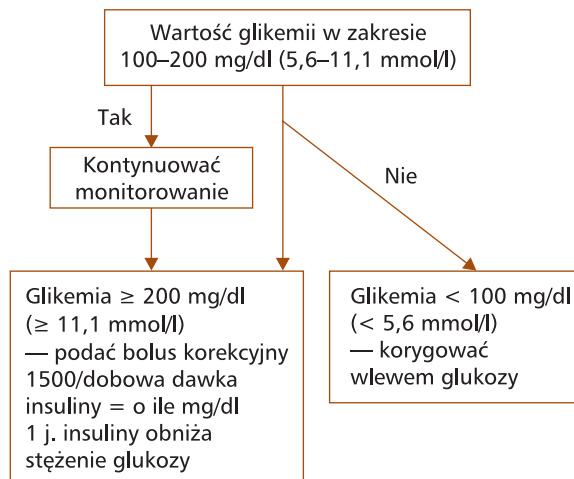 Wartość glikemii w zakresie
100–200 mg/dl (5,6–11,1 mmol/l)
Tak
Kontynuować
monitorowanie
Nie
Glikemia ≥ 200 mg/dl
(≥ 11,1 mmol/l)
— podać bolus korekcyjny
1500/dobowa dawka
insuliny = o ile mg/dl
1 j. insuliny obniża
stężenie glukozy
Glikemia < 100 mg/dl
(< 5,6 mmol/l)
— korygować
wlewem glukozy